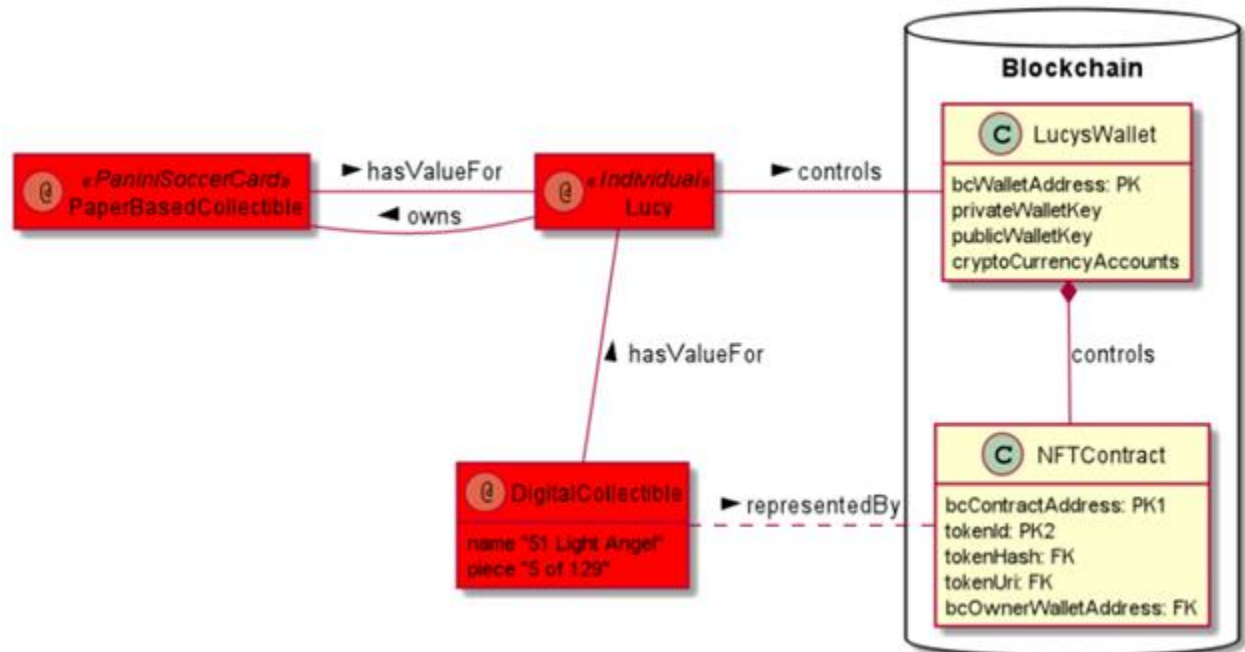 Blockchain
C LucysWallet
bcWalletAddress: PK
privateWalletKey
publicWalletKey
cryptoCurrencyAccounts
@ «PaniniSoccerCard»
PaperBasedCollectible
► hasValueFor
◄ owns
@ «Individual»
Lucy
► controls
▲ hasValueFor
controls
@ DigitalCollectible
name "51 Light Angel"
piece "5 of 129"
► representedBy
C NFTContract
bcContractAddress: PK1
tokenId: PK2
tokenHash: FK
tokenUri: FK
bcOwnerWalletAddress: FK